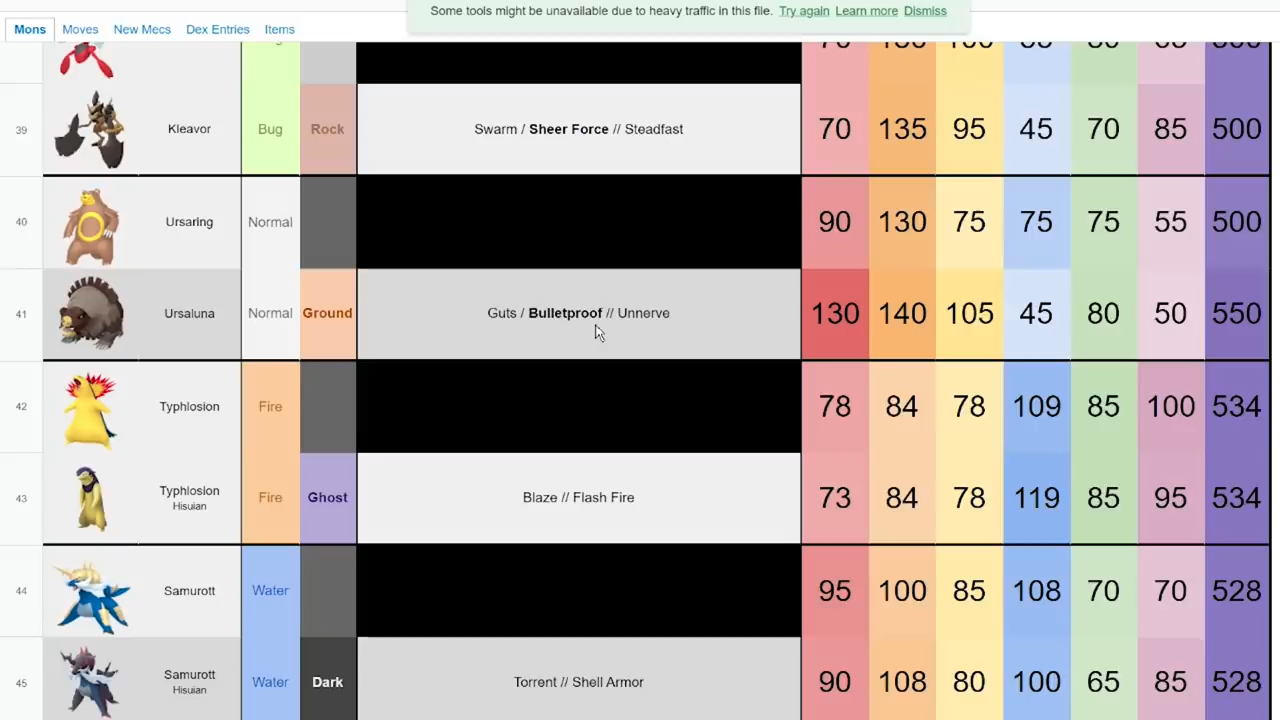 Some tools might be unavailable due to heavy traffic in this file. Try again Learn more Dismiss
Mons Moves New Mecs Dex Entries Items
39 Kleavor Bug Rock Swarm / Sheer Force // Steadfast 70 135 95 45 70 85 500
40 Ursaring Normal 90 130 75 75 75 55 500
41 Ursaluna Normal Ground Guts / Bulletproof // Unnerve 130 140 105 45 80 50 550
42 Typhlosion Fire 78 84 78 109 85 100 534
43 Typhlosion Fire Ghost Blaze // Flash Fire 73 84 78 119 85 95 534
Hisuian
44 Samurott Water 95 100 85 108 70 70 528
45 Samurott Water Dark Torrent // Shell Armor 90 108 80 100 65 85 528
Hisuian